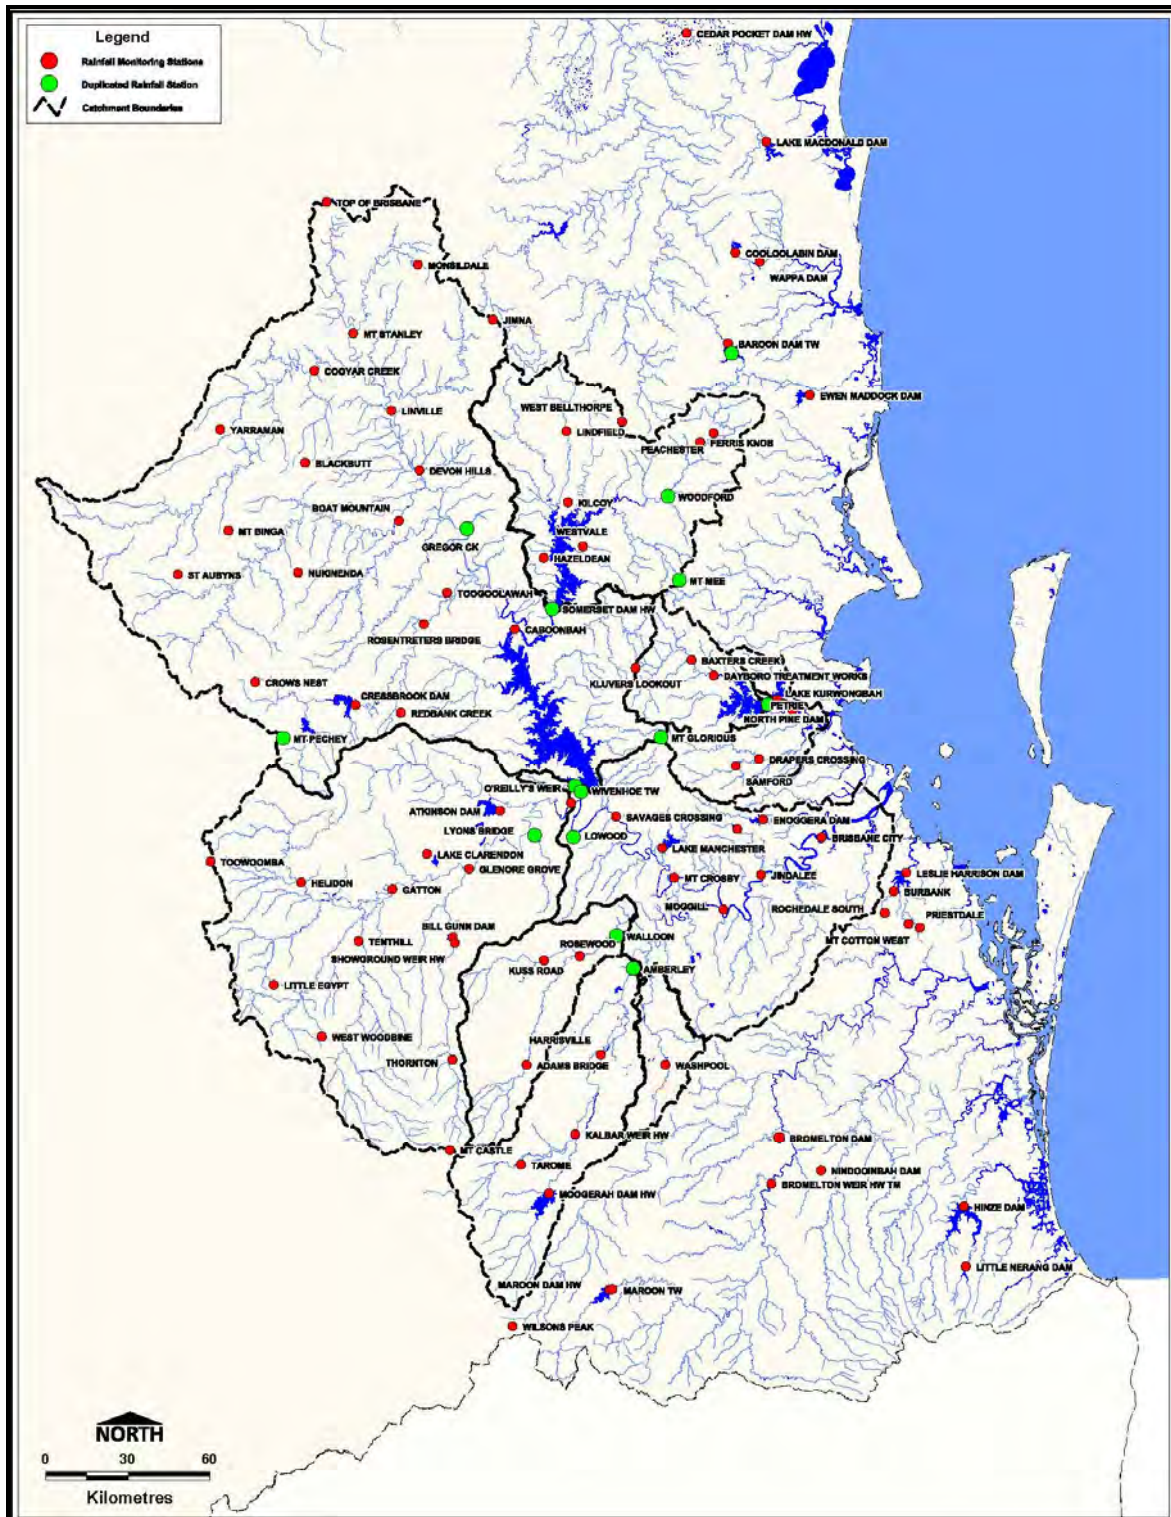 Legend
Rainfall Monitoring Stations
Duplicated Rainfall Station
Catchment Boundaries
CEDAR POCKET DAM HW
LAKE MACDONALD DAM
TOP OF BRISBANE
COOLOOLABIN DAM
MONSILDALE
WAPPA DAM
JIMNA
MT STANLEY
BAROON DAM TW
COOYAR CREEK
EWEN MADDOCK DAM
WEST BELLTHORPE
LINVILLE
YARRAMAN
LINDFIELD
FERRIS KNOB
PEACHESTER
BLACKBUTT
DEVON HILLS
WOODFORD
KILCOY
BOAT MOUNTAIN
MT BINGA
WESTVALE
GREGOR CK
HAZELDEAN
ST AUBYNS
NUKINENDA
MT MEE
TOOGOOLAWAH
SOMERSET DAM HW
CABOONBAH
ROSENTRETERS BRIDGE
BAXTERS CREEK
KLUVERS LOOKOUT
DAYBORO TREATMENT WORKS
CROWS NEST
LAKE KURWONGBAH
CRESSBROOK DAM
PETRIE
REDBANK CREEK
NORTH PINE DAM
MT PECHEY
MT GLORIOUS
DRAPERS CROSSING
SAMFORD
O'REILLY'S WEIR
WIVENHOE TW
ATKINSON DAM
SAVAGES CROSSING
ENOGGERA DAM
LYONS BRIDGE
LOWOOD
BRISBANE CITY
LAKE MANCHESTER
LAKE CLARENDON
TOOWOOMBA
GLENORE GROVE
LESLIE HARRISON DAM
HELIDON
MT CROSBY
JINDALEE
GATTON
BURBANK
MOGGILL
ROCHEDALE SOUTH
PRIESTDALE
BILL GUNN DAM
WALLOON
TENTHILL
ROSEWOOD
MT COTTON WEST
SHOWGROUND WEIR HW
KUSS ROAD
AMBERLEY
LITTLE EGYPT
WEST WOODBINE
HARRISVILLE
THORNTON
ADAMS BRIDGE
WASHPOOL
KALBAR WEIR HW
BROMELTON DAM
MT CASTLE
TAROME
NINDOOINBAH DAM
BROMELTON WEIR HW TM
MOOGERAH DAM HW
HINZE DAM
LITTLE NERANG DAM
MAROON DAM HW
MAROON TW
WILSONS PEAK
NORTH
0 30 60
Kilometres